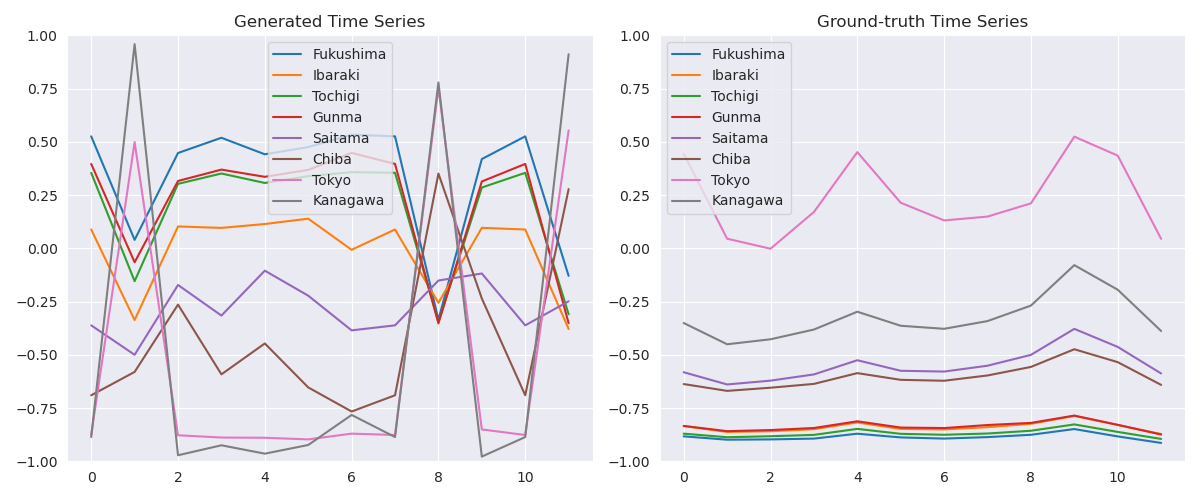 Generated Time Series
1.00
0.75
0.50
0.25
0.00
−0.25
−0.50
−0.75
−1.00
0 2 4 6 8 10
Fukushima
Ibaraki
Tochigi
Gunma
Saitama
Chiba
Tokyo
Kanagawa
Ground-truth Time Series
1.00
0.75
0.50
0.25
0.00
−0.25
−0.50
−0.75
−1.00
0 2 4 6 8 10
Fukushima
Ibaraki
Tochigi
Gunma
Saitama
Chiba
Tokyo
Kanagawa